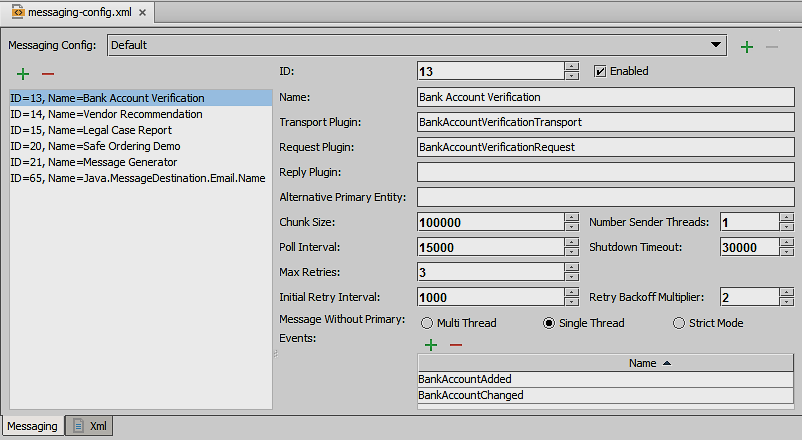 messaging-config.xml
Messaging Config: Default
ID: 13 Enabled
ID=13, Name=Bank Account Verification
ID=14, Name=Vendor Recommendation
ID=15, Name=Legal Case Report
ID=20, Name=Safe Ordering Demo
ID=21, Name=Message Generator
ID=65, Name=Java.MessageDestination.Email.Name
Name: Bank Account Verification
Transport Plugin: BankAccountVerificationTransport
Request Plugin: BankAccountVerificationRequest
Reply Plugin:
Alternative Primary Entity:
Chunk Size: 100000 Number Sender Threads: 1
Poll Interval: 15000 Shutdown Timeout: 30000
Max Retries: 3
Initial Retry Interval: 1000 Retry Backoff Multiplier: 2
Message Without Primary: Multi Thread Single Thread Strict Mode
Events:
Name
BankAccountAdded
BankAccountChanged
Messaging Xml